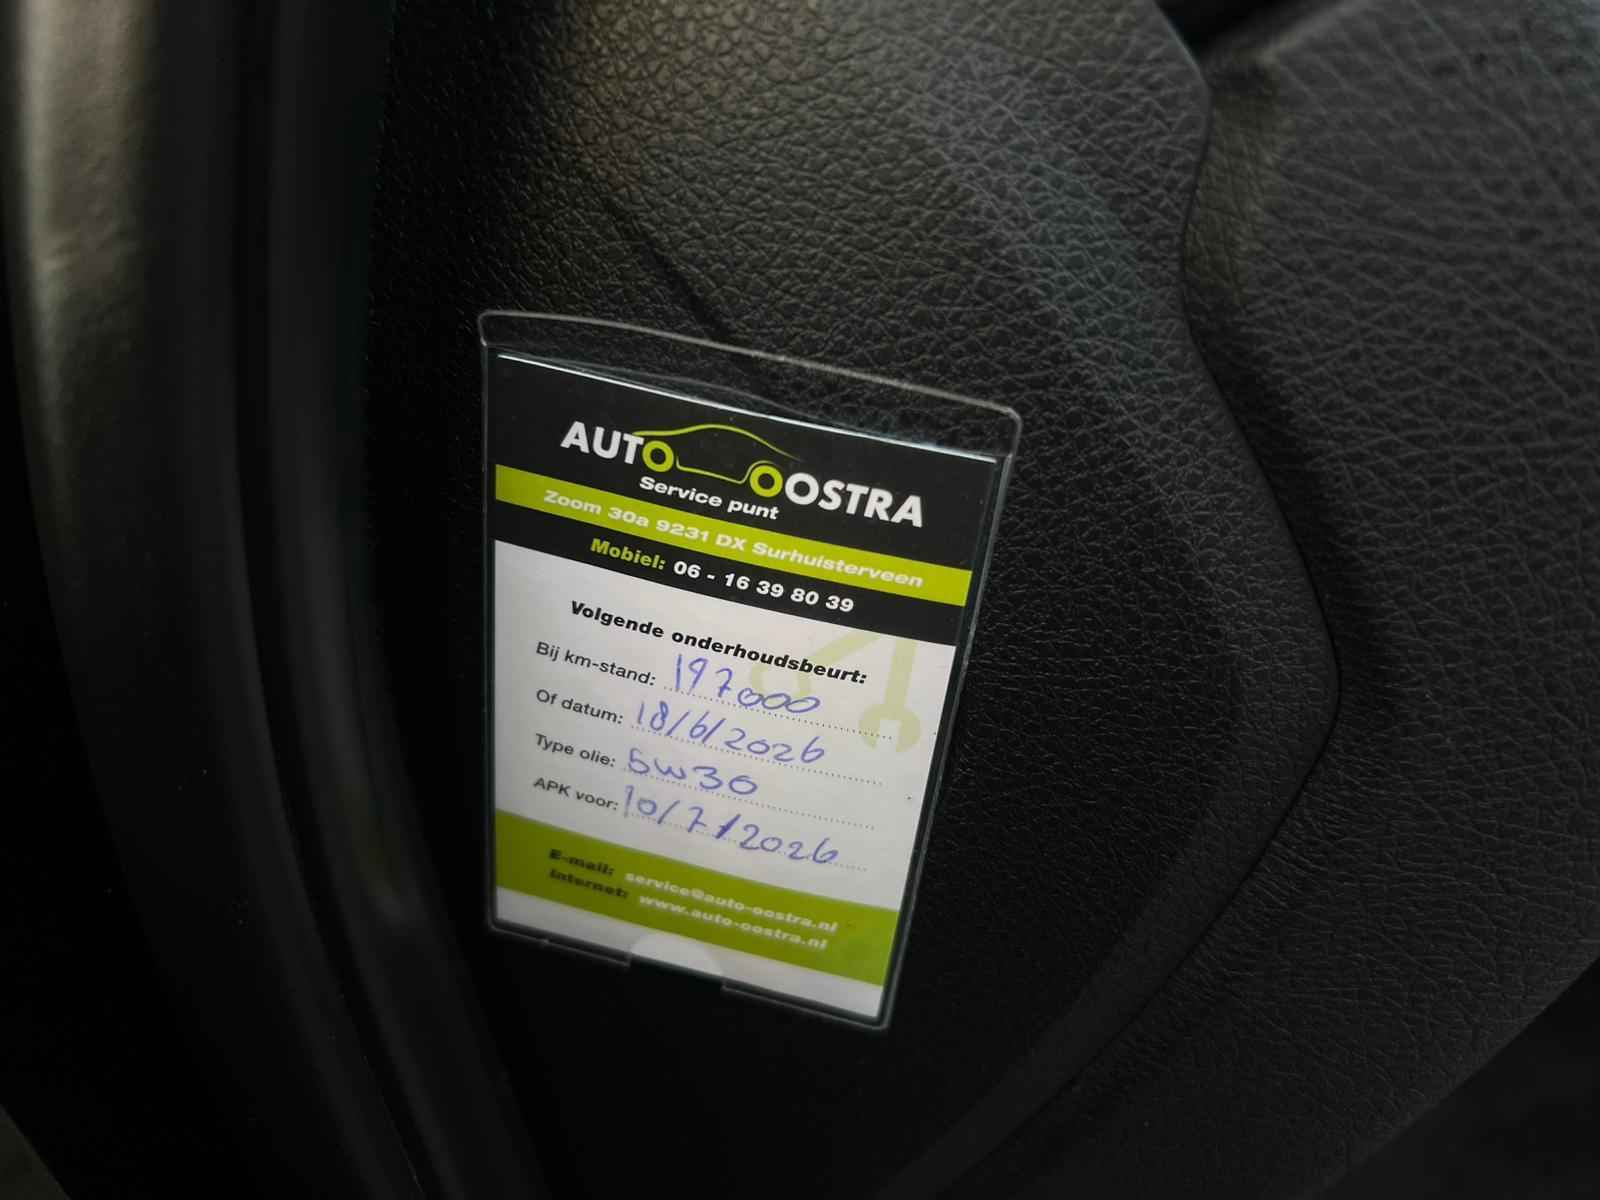 AUTO OOSTRA
Service punt
Zoom 30a 9231 DX Surhuisterveen
Mobiel: 06 - 16 39 80 39
Volgende onderhoudsbeurt:
Bij km-stand: 197000
Of datum: 18/6/2026
Type olie: 5w30
APK voor: 10/7/2026
E-mail: service@auto-oostra.nl
Internet: www.auto-oostra.nl